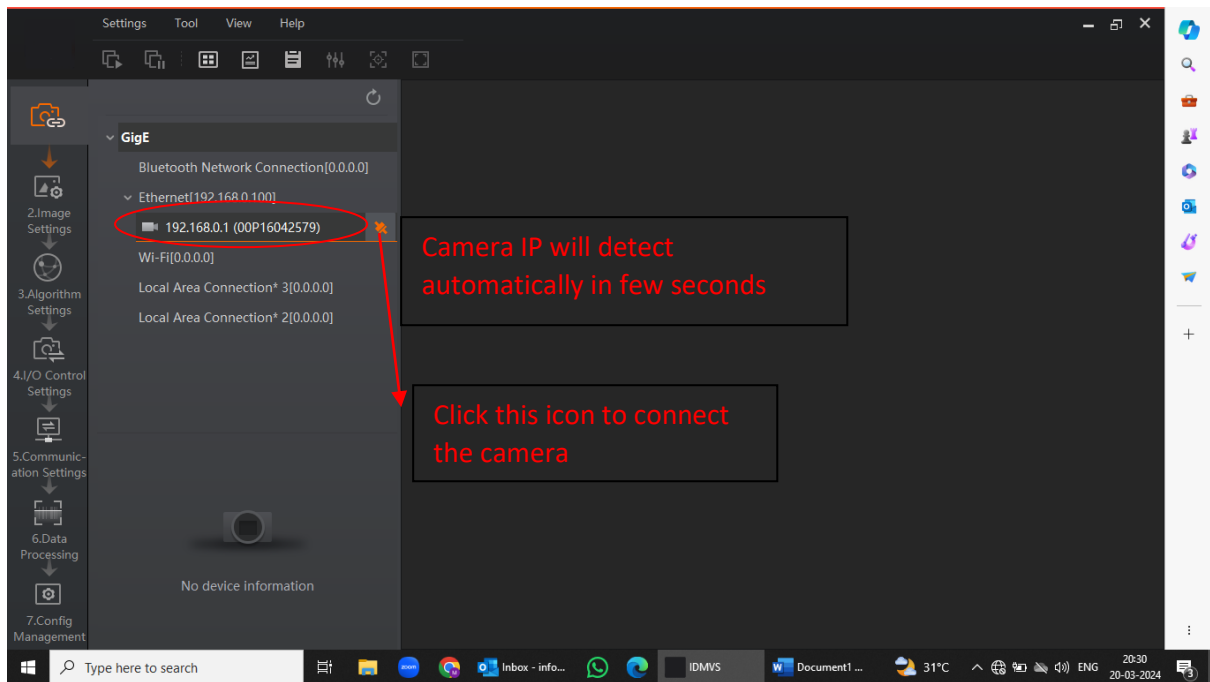 Settings Tool View Help
GigE
Bluetooth Network Connection[0.0.0.0]
Ethernet[192.168.0.100]
192.168.0.1 (00P16042579)
Wi-Fi[0.0.0.0]
Local Area Connection* 3[0.0.0.0]
Local Area Connection* 2[0.0.0.0]
No device information
2.Image
Settings
3.Algorithm
Settings
4.I/O Control
Settings
5.Communic-
ation Settings
6.Data
Processing
7.Config
Management
Camera IP will detect
automatically in few seconds
Click this icon to connect
the camera
Type here to search
zoom
Inbox - info...
IDMVS
Document1 ...
31°C
ENG
20:30
20-03-2024
3